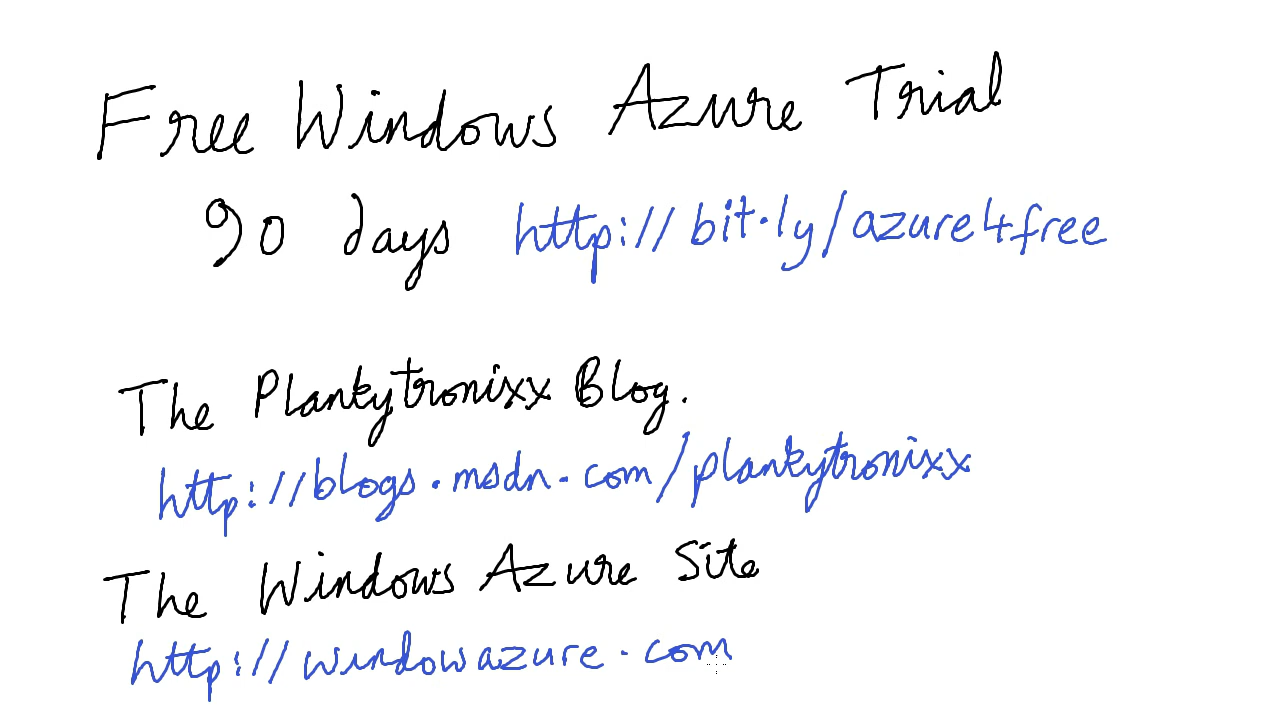 Free Windows Azure Trial
90 days http://bit.ly/azure4free
The Plankytronixx Blog.
http://blogs.msdn.com/plankytronixx
The Windows Azure Site
http://windowazure.com